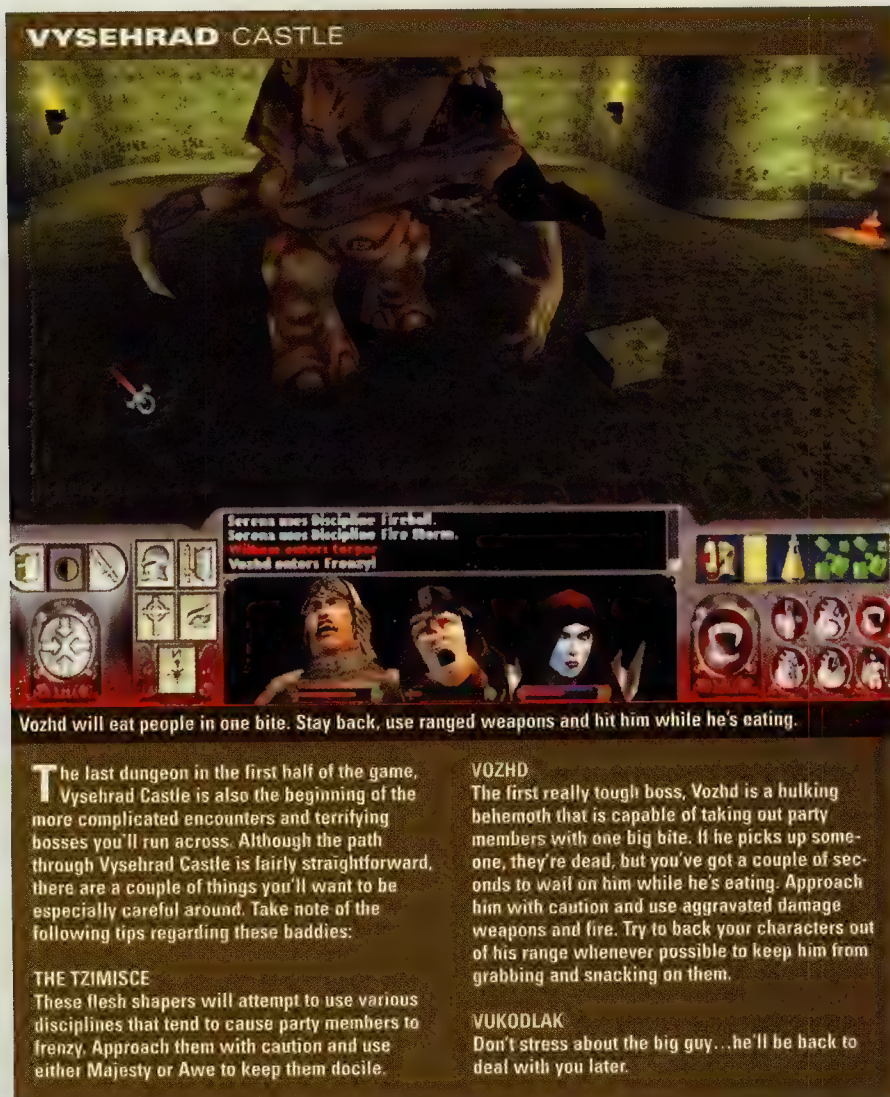 VYSEHRAD CASTLE
Serena uses Discipline Fireball.
Serena uses Discipline Fire Storm.
Wilhem enters Torpor
Vozhd enters Frenzy!
Vozhd will eat people in one bite. Stay back, use ranged weapons and hit him while he's eating.
The last dungeon in the first half of the game,
Vysehrad Castle is also the beginning of the
more complicated encounters and terrifying
bosses you'll run across. Although the path
through Vysehrad Castle is fairly straightforward,
there are a couple of things you'll want to be
especially careful around. Take note of the
following tips regarding these baddies:
THE TZIMISCE
These flesh shapers will attempt to use various
disciplines that tend to cause party members to
frenzy. Approach them with caution and use
either Majesty or Awe to keep them docile.
VOZHD
The first really tough boss, Vozhd is a hulking
behemoth that is capable of taking out party
members with one big bite. If he picks up some-
one, they're dead, but you've got a couple of sec-
onds to wail on him while he's eating. Approach
him with caution and use aggravated damage
weapons and fire. Try to back your characters out
of his range whenever possible to keep him from
grabbing and snacking on them.
VUKODLAK
Don't stress about the big guy...he'll be back to
deal with you later.